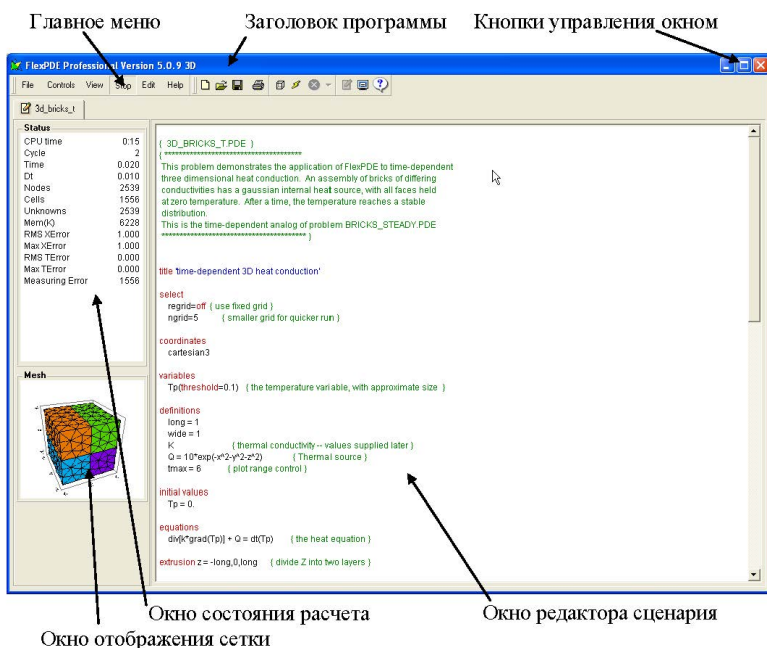 Главное меню
Заголовок программы
Кнопки управления окном
FlexPDE Professional Version 5.0.9 3D
File Controls View Stop Edit Help
3d_bricks_t
Status
CPU time 0:15
Cycle 2
Time 0.020
Dt 0.010
Nodes 2539
Cells 1556
Unknowns 2539
Mem(K) 6228
RMS XError 1.000
Max XError 1.000
RMS TError 0.000
Max TError 0.000
Measuring Error 1556
Mesh
{ 3D_BRICKS_T.PDE }
{ **************************************
This problem demonstrates the application of FlexPDE to time-dependent
three dimensional heat conduction. An assembly of bricks of differing
conductivities has a gaussian internal heat source, with all faces held
at zero temperature. After a time, the temperature reaches a stable
distribution.
This is the time-dependent analog of problem BRICKS_STEADY.PDE
**************************************** }
title 'time-dependent 3D heat conduction'
select
regrid=off { use fixed grid }
ngrid=5 { smaller grid for quicker run }
coordinates
cartesian3
variables
Tp(threshold=0.1) { the temperature variable, with approximate size }
definitions
long = 1
wide = 1
K { thermal conductivity -- values supplied later }
Q = 10*exp(-x^2-y^2-z^2) { Thermal source }
tmax = 6 { plot range control }
initial values
Tp = 0.
equations
div[k*grad(Tp)] + Q = dt(Tp) { the heat equation }
extrusion z = -long,0,long { divide Z into two layers }
Окно состояния расчета
Окно редактора сценария
Окно отображения сетки